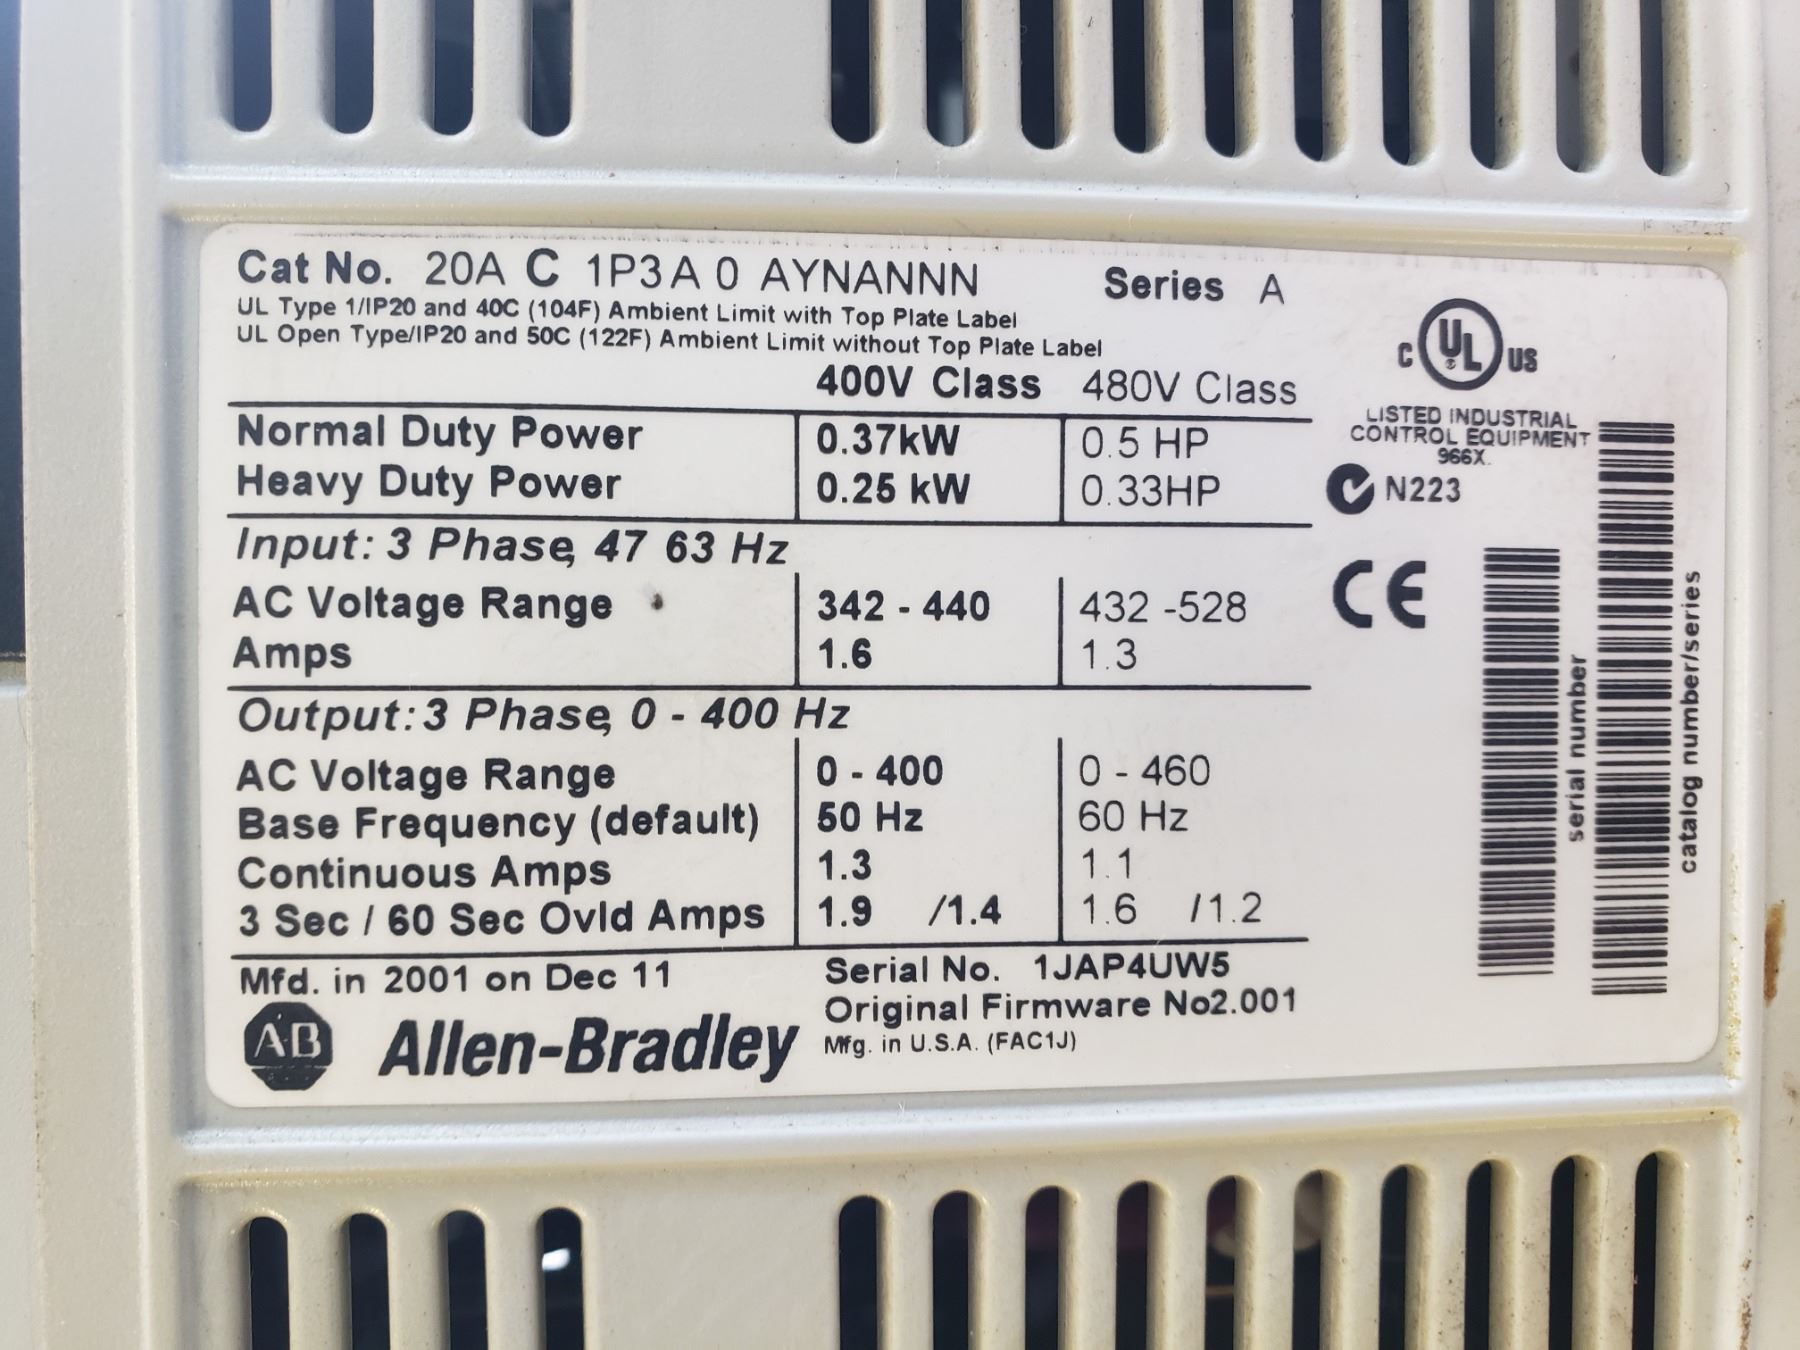 Cat No. 20A C 1P3 A 0 AYNANNN Series A
UL Type 1/IP20 and 40C (104F) Ambient Limit with Top Plate Label
UL Open Type/IP20 and 50C (122F) Ambient Limit without Top Plate Label
400V Class 480V Class
Normal Duty Power 0.37kW 0.5 HP
Heavy Duty Power 0.25 kW 0.33HP
Input: 3 Phase, 47 63 Hz
AC Voltage Range 342 - 440 432 -528
Amps 1.6 1.3
Output: 3 Phase, 0 - 400 Hz
AC Voltage Range 0 - 400 0 - 460
Base Frequency (default) 50 Hz 60 Hz
Continuous Amps 1.3 1.1
3 Sec / 60 Sec Ovld Amps 1.9 /1.4 1.6 /1.2
Mfd. in 2001 on Dec 11 Serial No. 1JAP4UW5
Original Firmware No2.001
A·B Allen-Bradley Mfg. in U.S.A. (FAC1J)
C UL ® US
LISTED INDUSTRIAL
CONTROL EQUIPMENT
966X.
N223
CE
serial number
catalog number/series